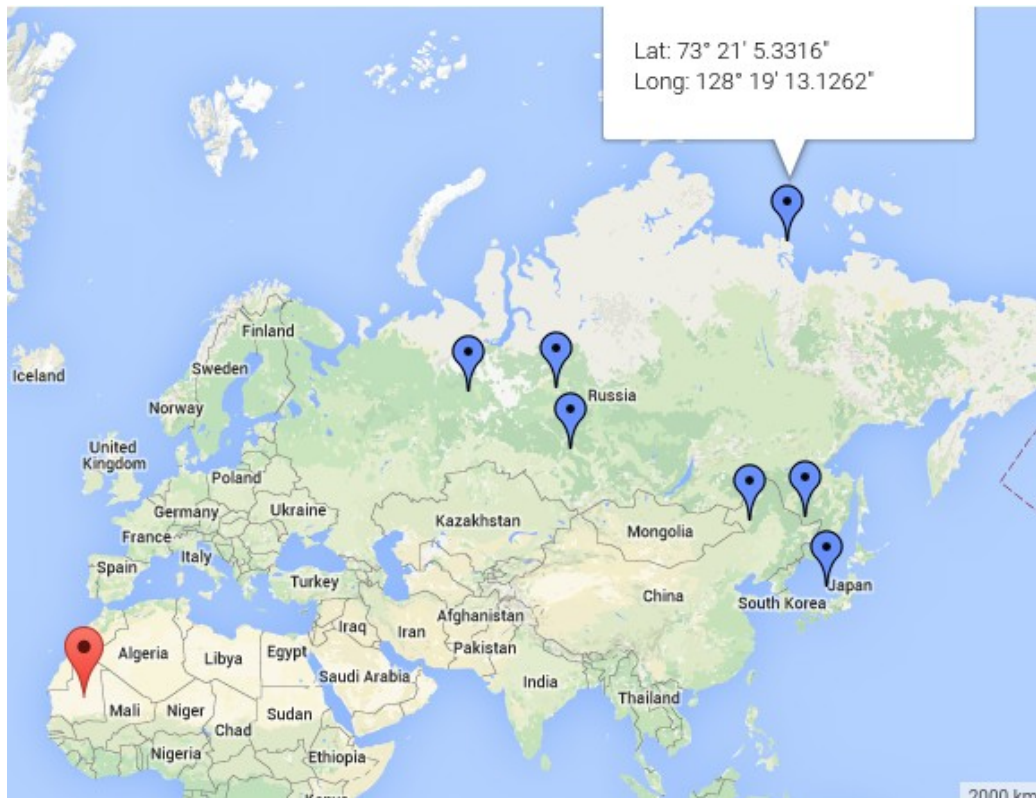 Lat: 73° 21' 5.3316"
Long: 128° 19' 13.1262"
Finland
Iceland
Sweden
Russia
Norway
United
Kingdom
Poland
Germany
Ukraine
Kazakhstan
Mongolia
France
Italy
Spain
Turkey
Japan
China
South Korea
Afghanistan
Iraq
Iran
Algeria
Libya
Egypt
Pakistan
Saudi Arabia
India
Thailand
Mali
Niger
Sudan
Chad
Nigeria
Ethiopia
2000 km